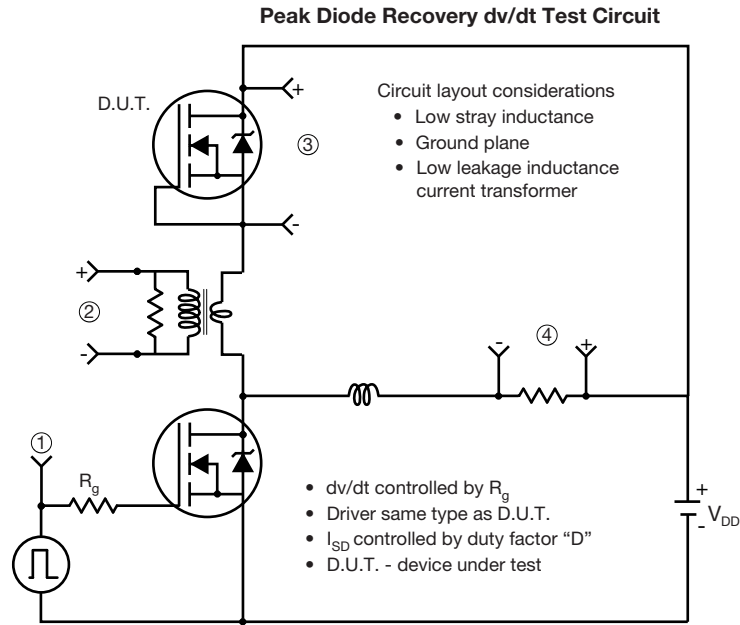 Peak Diode Recovery dv/dt Test Circuit
D.U.T.
+
Circuit layout considerations
• Low stray inductance
• Ground plane
• Low leakage inductance
current transformer
③
-
+
②
-
-
④
+
①
Rg
• dv/dt controlled by Rg
• Driver same type as D.U.T.
• ISD controlled by duty factor “D”
• D.U.T. - device under test
+
VDD
-